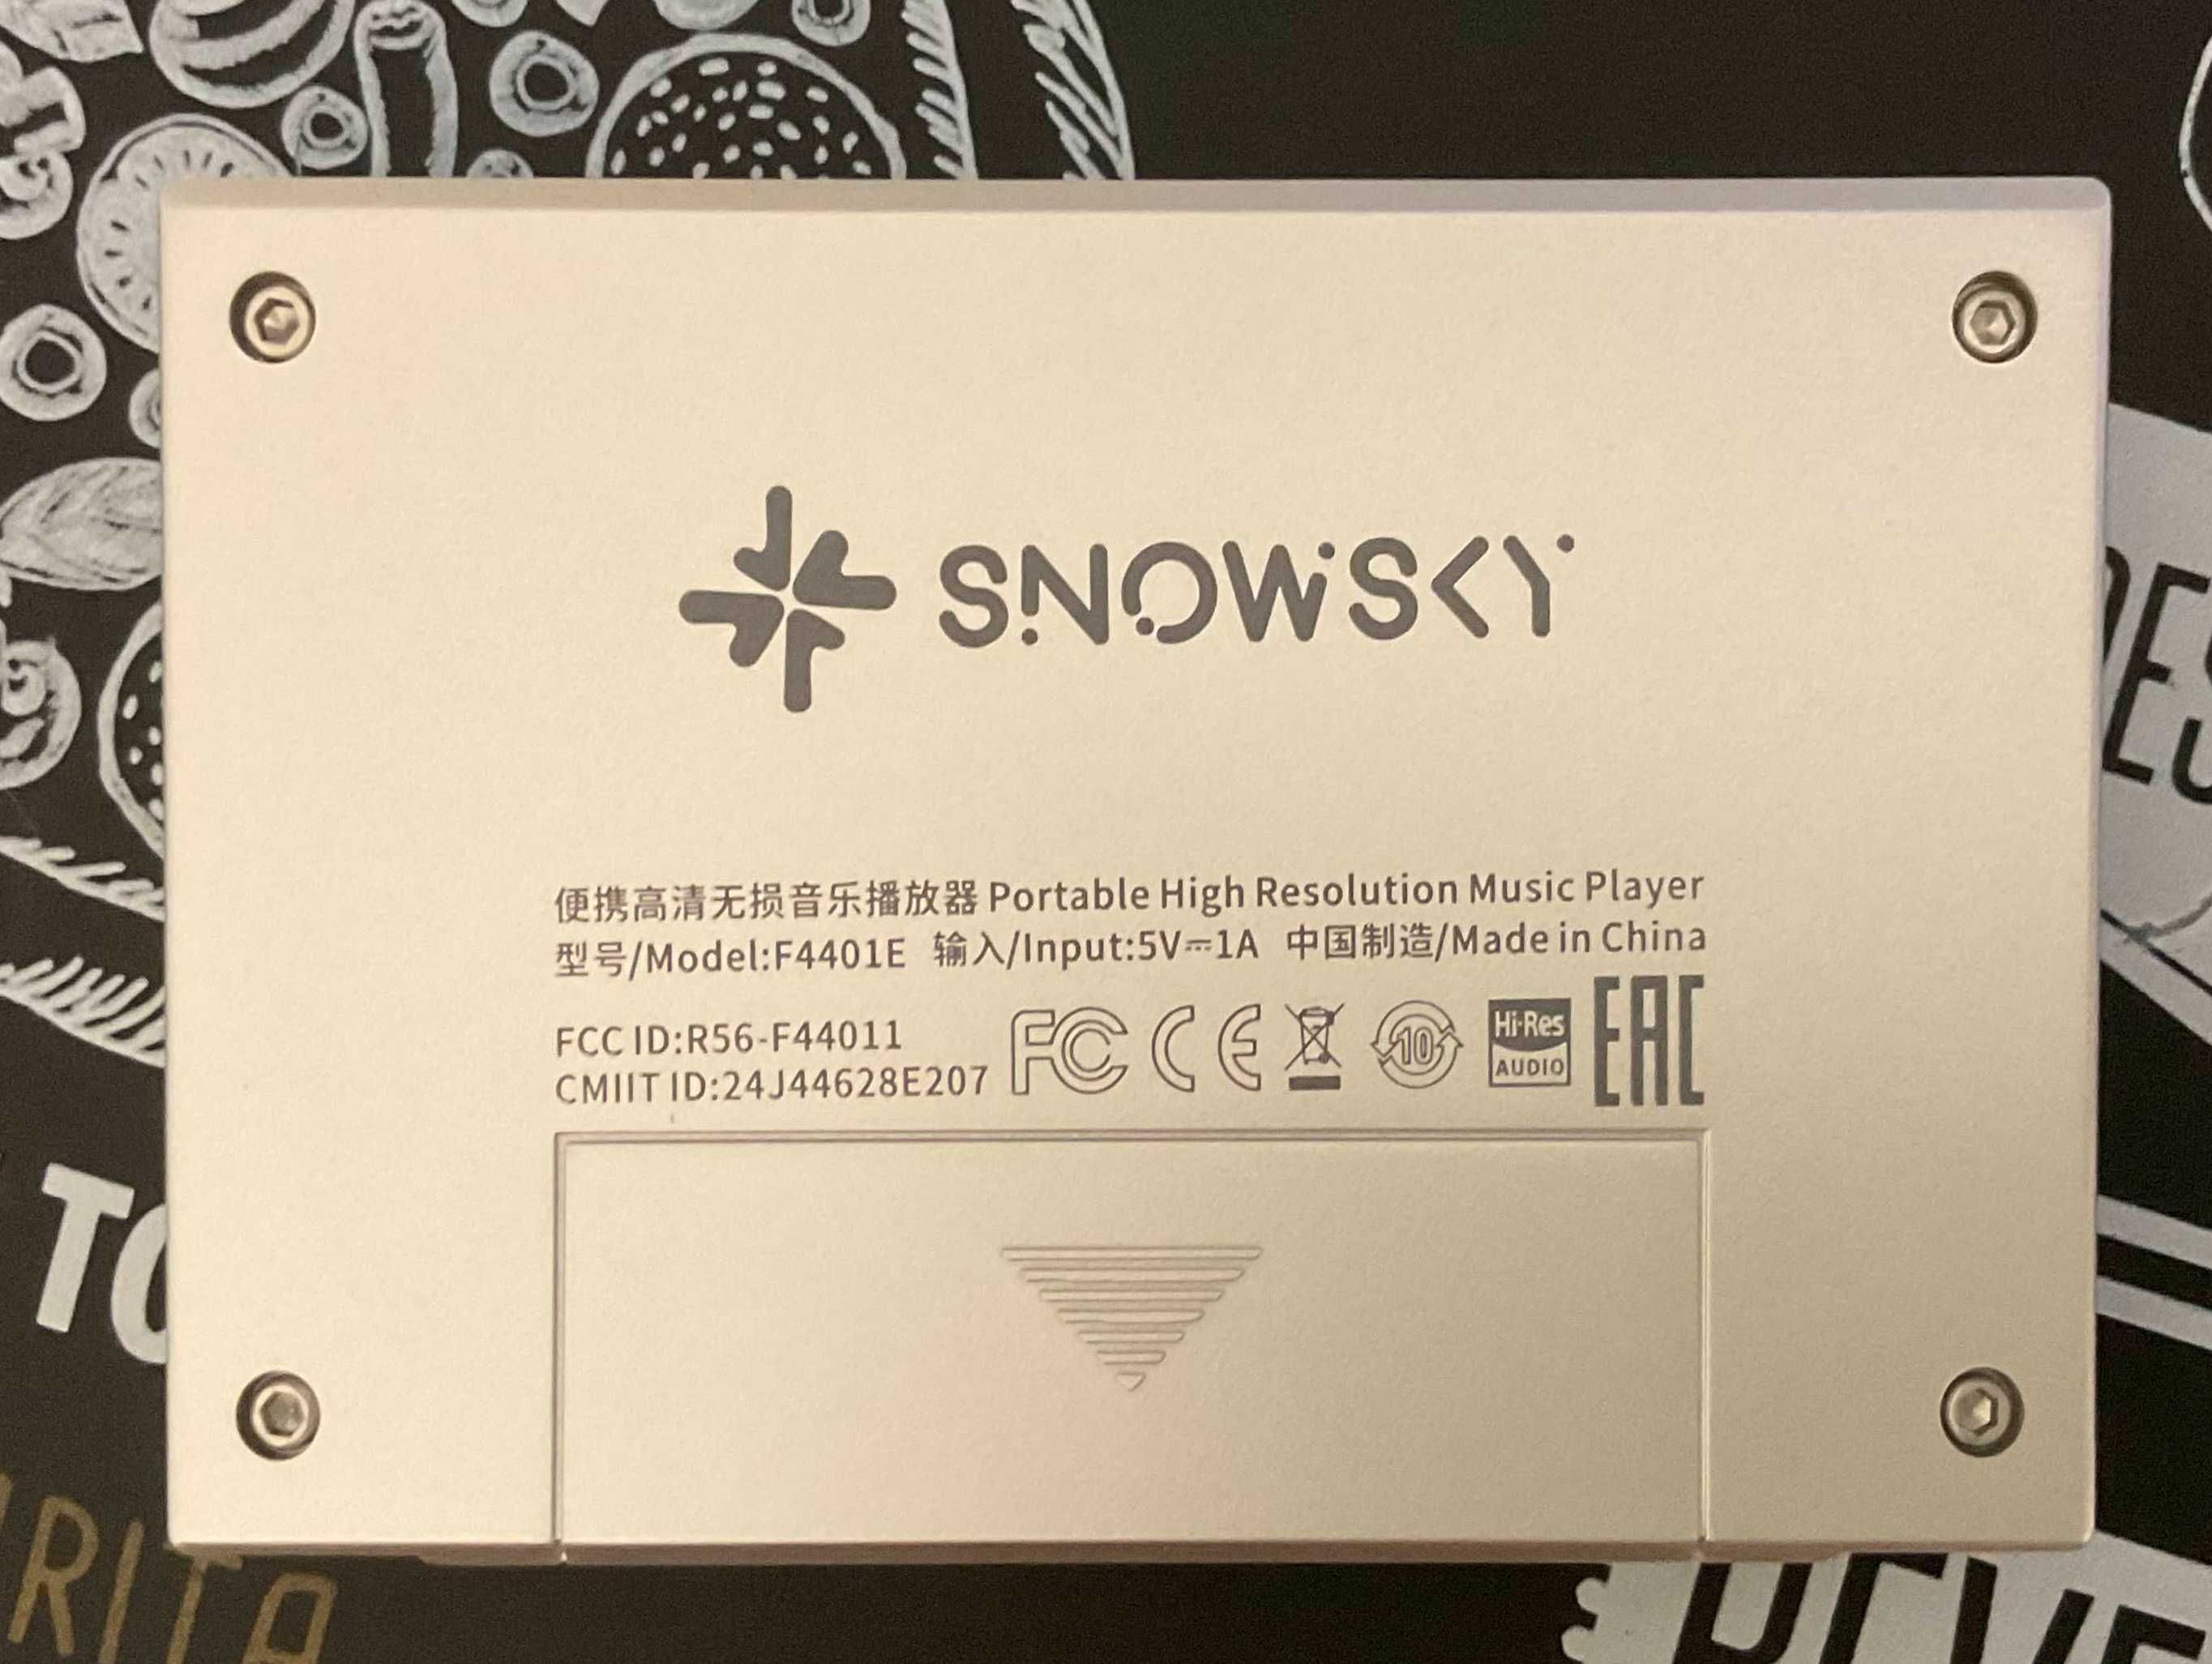 SNOWSKY
便携高清无损音乐播放器 Portable High Resolution Music Player
型号/Model:F4401E 输入/Input:5V⎓1A 中国制造/Made in China
FCC ID:R56-F44011
CMIIT ID:24J44628E207
FC CE 10 Hi-Res AUDIO EAC
TO
RITA